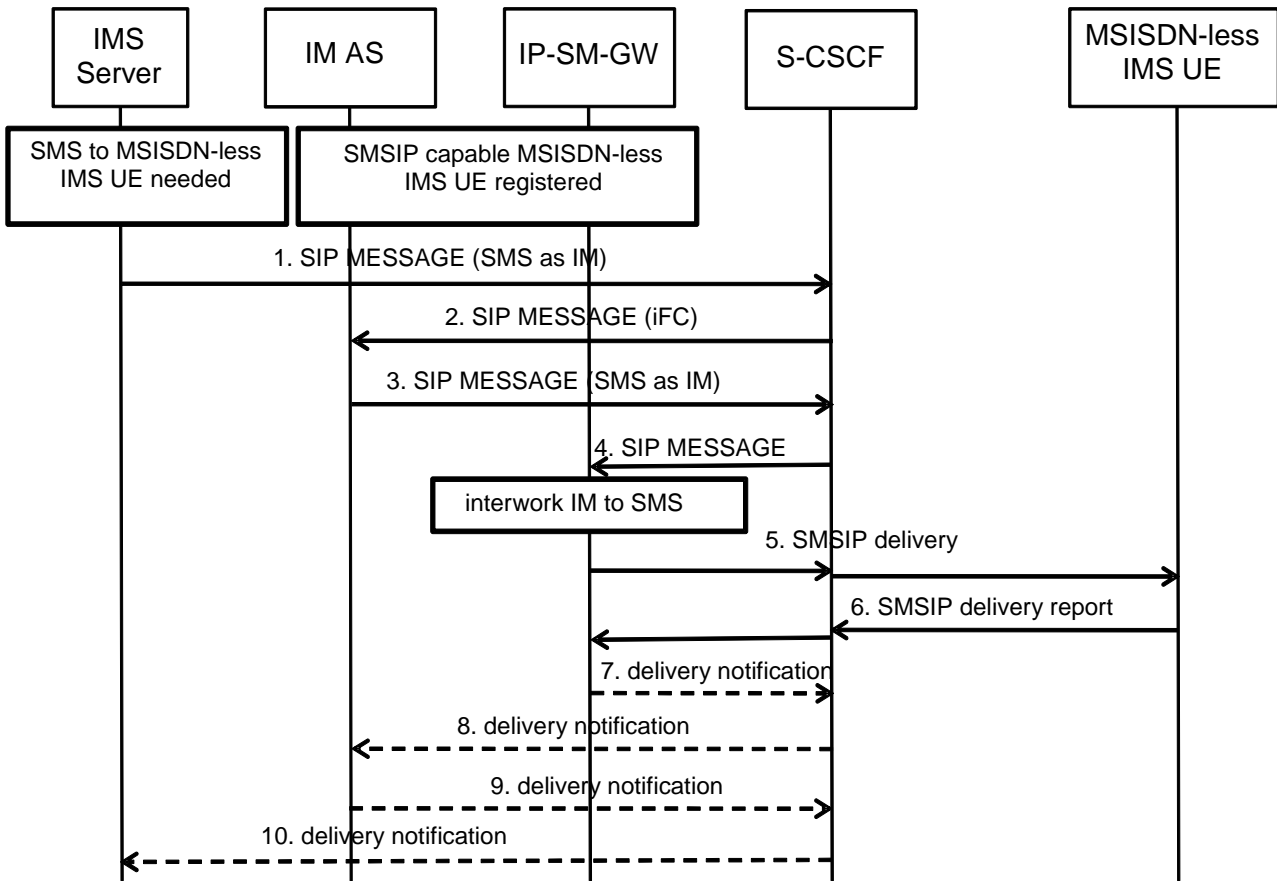 IMS
Server
IM AS
IP-SM-GW
S-CSCF
MSISDN-less
IMS UE
SMS to MSISDN-less
IMS UE needed
SMSIP capable MSISDN-less
IMS UE registered
1. SIP MESSAGE (SMS as IM)
2. SIP MESSAGE (iFC)
3. SIP MESSAGE (SMS as IM)
4. SIP MESSAGE
interwork IM to SMS
5. SMSIP delivery
6. SMSIP delivery report
7. delivery notification
8. delivery notification
9. delivery notification
10. delivery notification